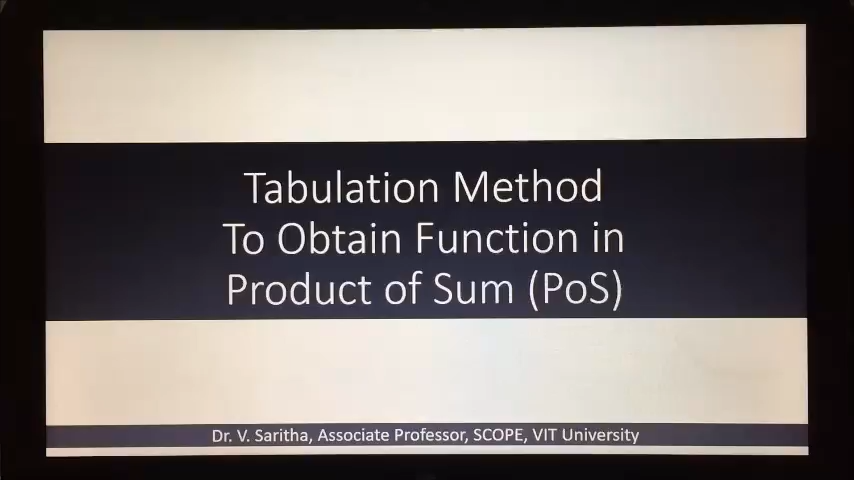 Tabulation Method
To Obtain Function in
Product of Sum (PoS)
Dr. V. Saritha, Associate Professor, SCOPE, VIT University